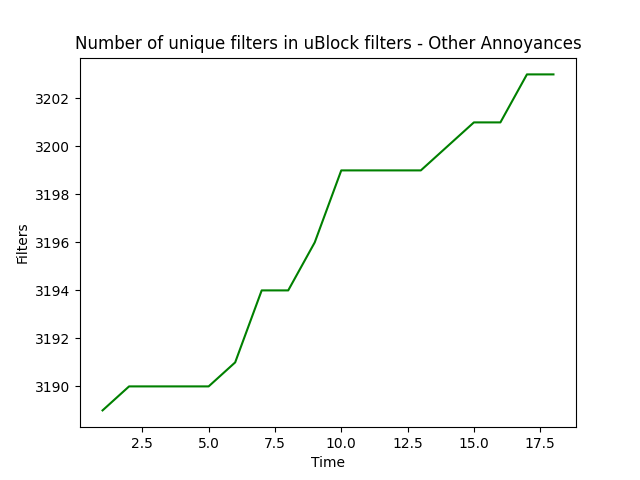 Number of unique filters in uBlock filters - Other Annoyances
3202
3200
3198
3196
3194
3192
3190
Filters
2.5 5.0 7.5 10.0 12.5 15.0 17.5
Time